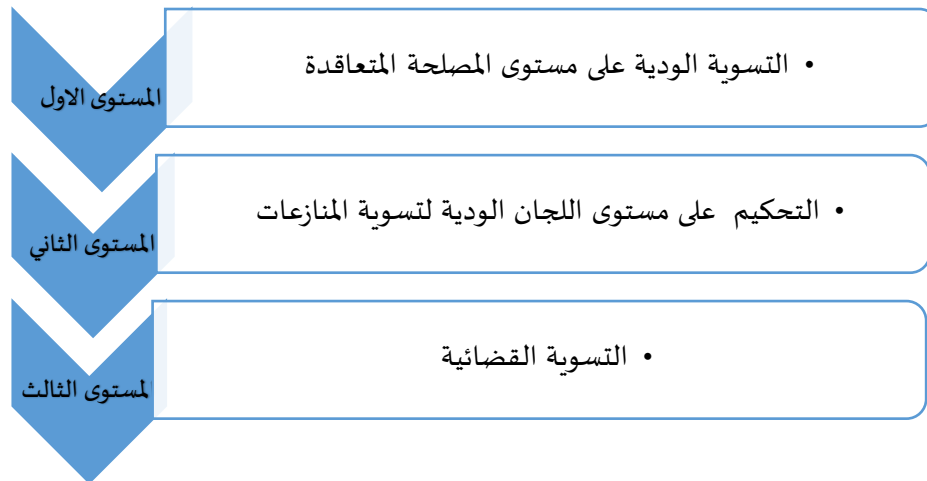 المستوى الاول
• التسوية الودية على مستوى المصلحة المتعاقدة
المستوى الثاني
• التحكيم على مستوى اللجان الودية لتسوية المنازعات
لمستوى الثالث
• التسوية القضائية